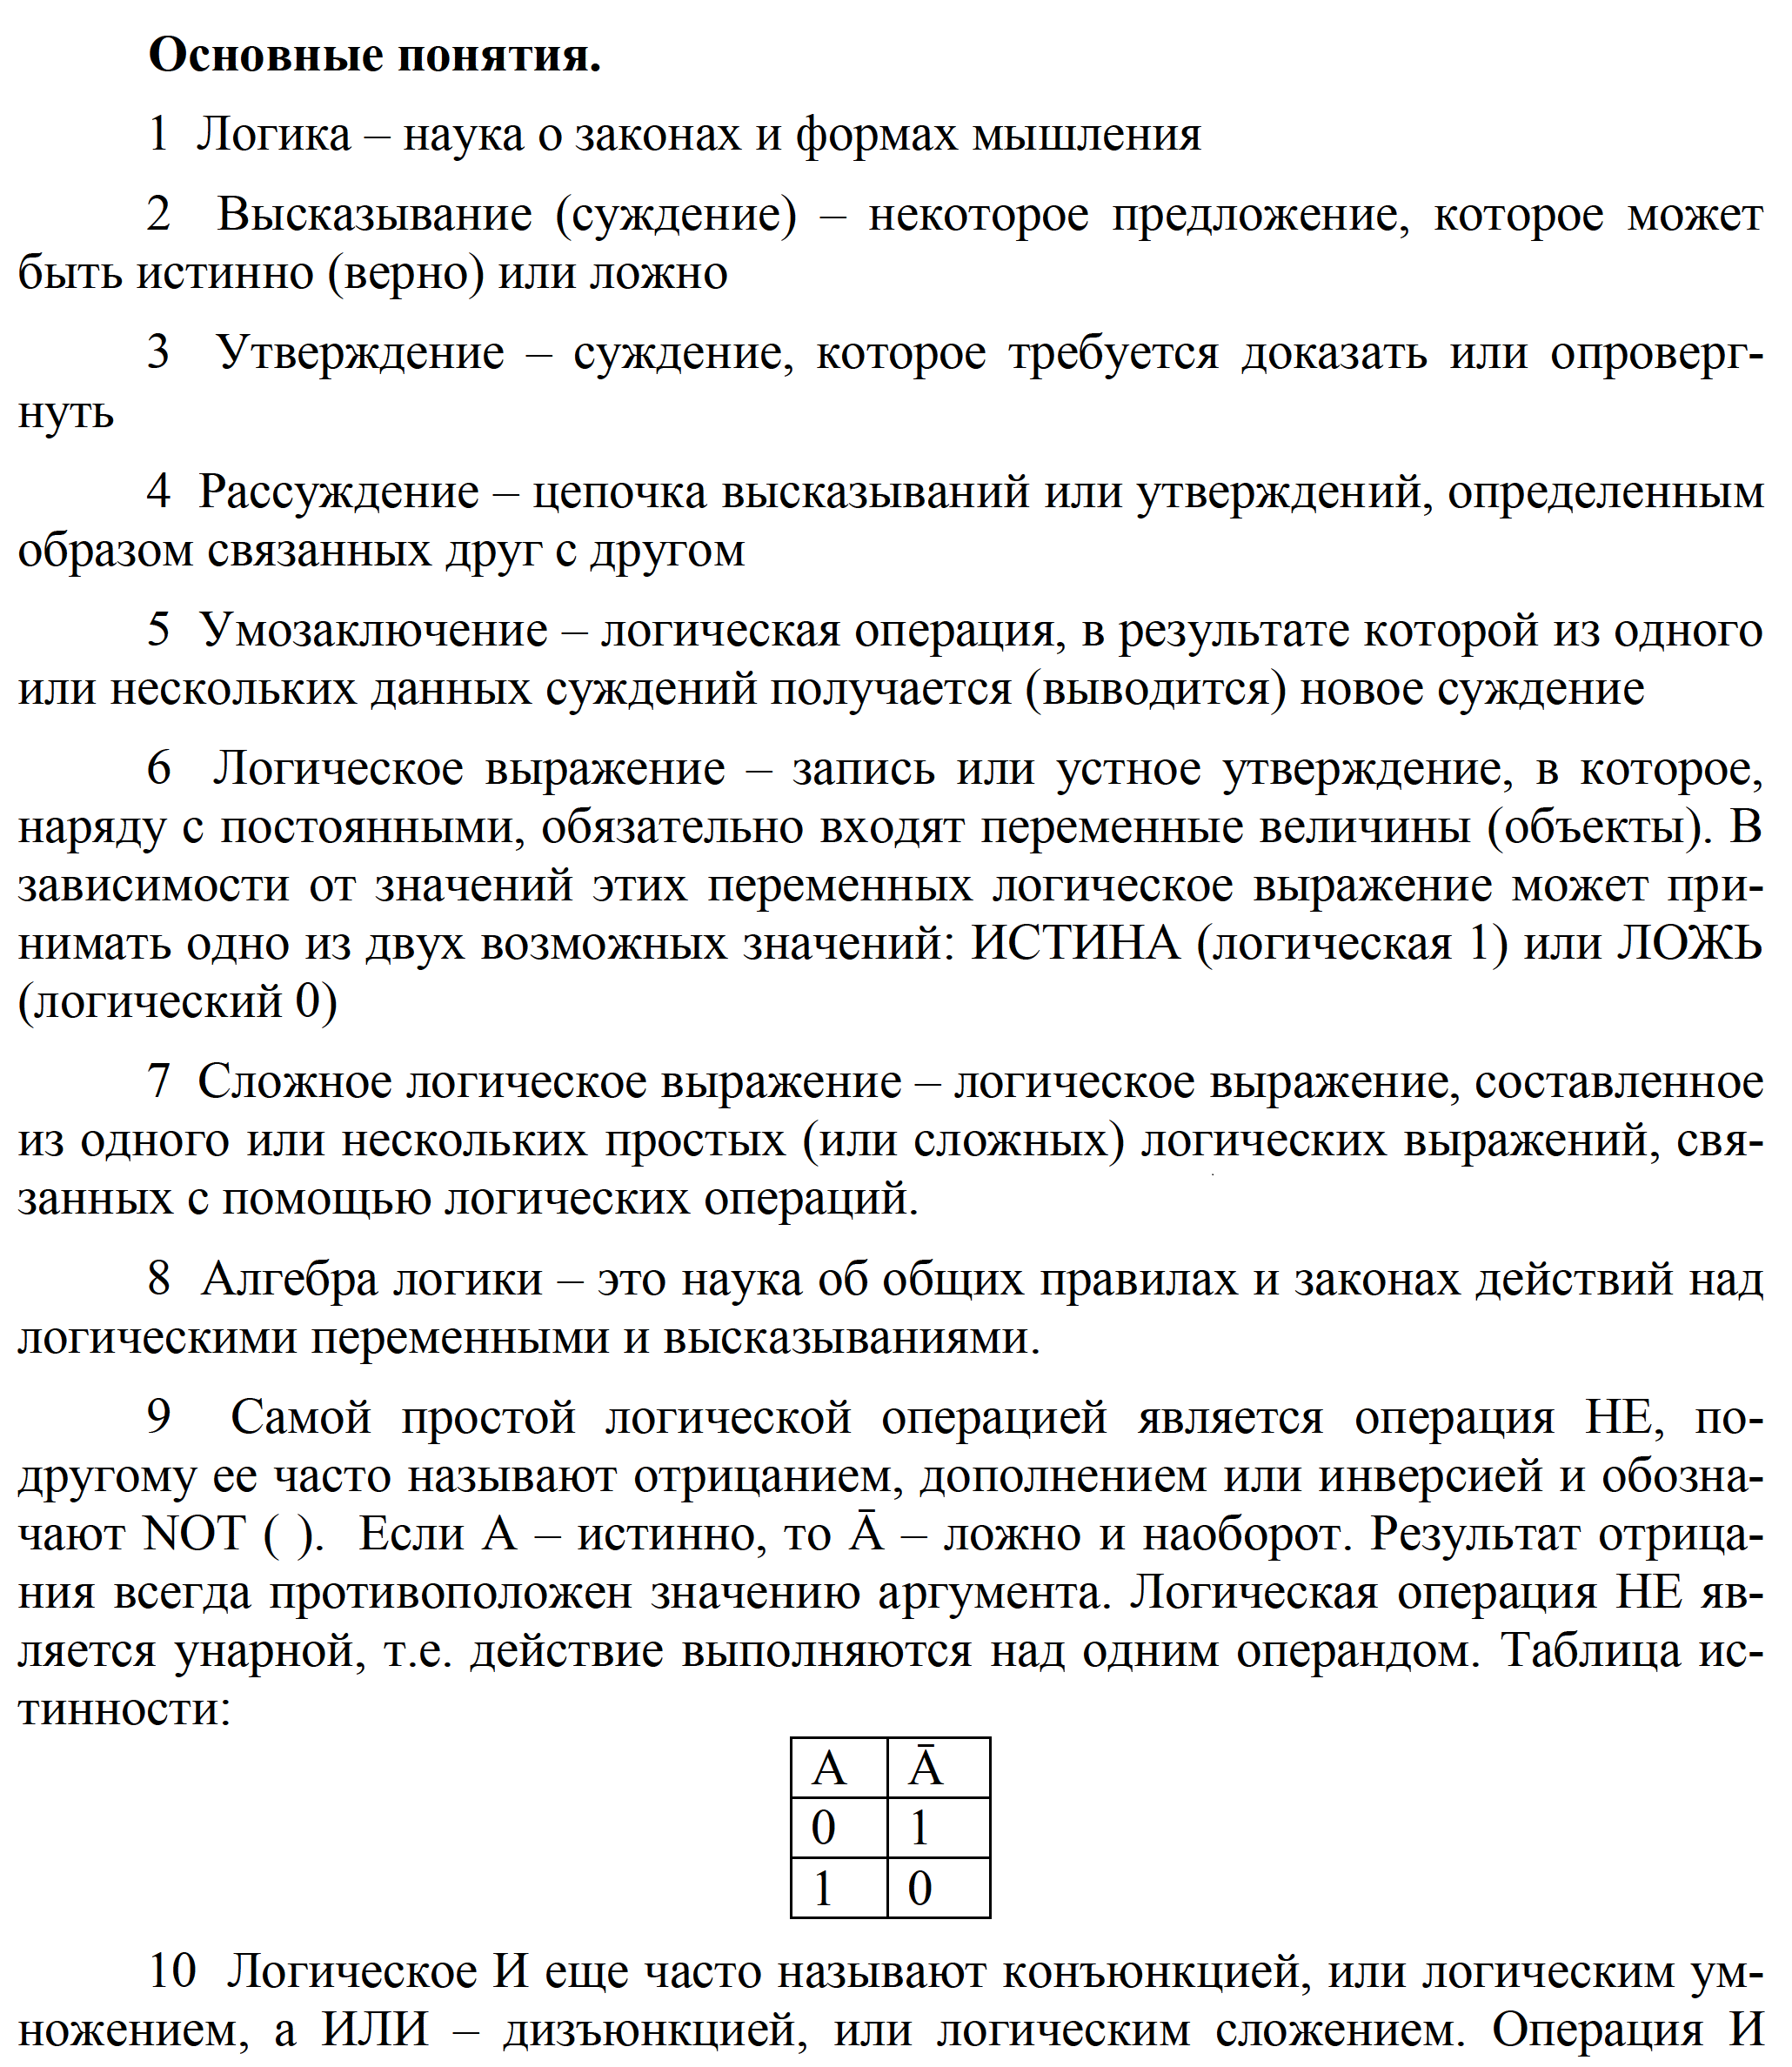 Основные понятия.
1 Логика – наука о законах и формах мышления
2 Высказывание (суждение) – некоторое предложение, которое может
быть истинно (верно) или ложно
3 Утверждение – суждение, которое требуется доказать или опроверг-
нуть
4 Рассуждение – цепочка высказываний или утверждений, определенным
образом связанных друг с другом
5 Умозаключение – логическая операция, в результате которой из одного
или нескольких данных суждений получается (выводится) новое суждение
6 Логическое выражение – запись или устное утверждение, в которое,
наряду с постоянными, обязательно входят переменные величины (объекты). В
зависимости от значений этих переменных логическое выражение может при-
нимать одно из двух возможных значений: ИСТИНА (логическая 1) или ЛОЖЬ
(логический 0)
7 Сложное логическое выражение – логическое выражение, составленное
из одного или нескольких простых (или сложных) логических выражений, свя-
занных с помощью логических операций.
8 Алгебра логики – это наука об общих правилах и законах действий над
логическими переменными и высказываниями.
9 Самой простой логической операцией является операция НЕ, по-
другому ее часто называют отрицанием, дополнением или инверсией и обозна-
чают NOT ( ). Если А – истинно, то Ā – ложно и наоборот. Результат отрица-
ния всегда противоположен значению аргумента. Логическая операция НЕ яв-
ляется унарной, т.е. действие выполняются над одним операндом. Таблица ис-
тинности:
А Ā
0 1
1 0
10 Логическое И еще часто называют конъюнкцией, или логическим ум-
ножением, а ИЛИ – дизъюнкцией, или логическим сложением. Операция И